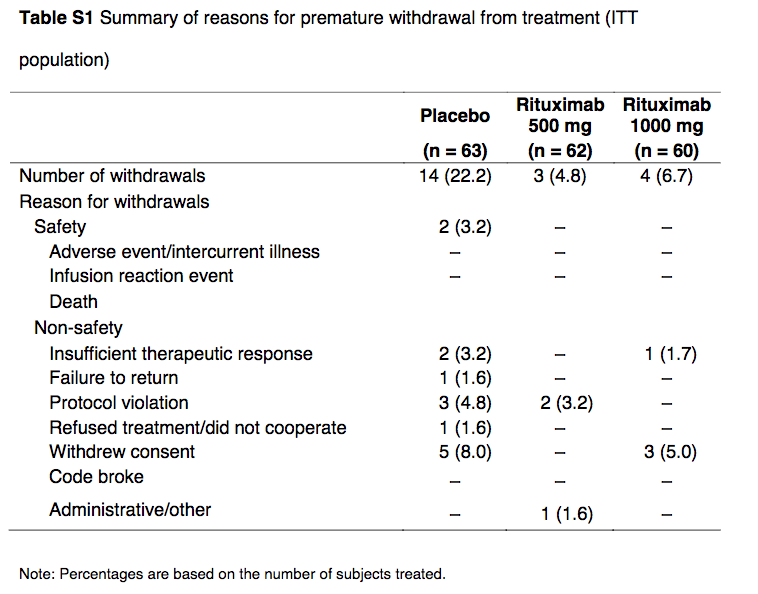 Table S1 Summary of reasons for premature withdrawal from treatment (ITT
population)
Placebo Rituximab Rituximab
500 mg 1000 mg
(n = 63) (n = 62) (n = 60)
Number of withdrawals 14 (22.2) 3 (4.8) 4 (6.7)
Reason for withdrawals
Safety 2 (3.2) – –
Adverse event/intercurrent illness – – –
Infusion reaction event – – –
Death
Non-safety
Insufficient therapeutic response 2 (3.2) – 1 (1.7)
Failure to return 1 (1.6) – –
Protocol violation 3 (4.8) 2 (3.2) –
Refused treatment/did not cooperate 1 (1.6) – –
Withdrew consent 5 (8.0) – 3 (5.0)
Code broke – – –
Administrative/other – 1 (1.6) –
Note: Percentages are based on the number of subjects treated.